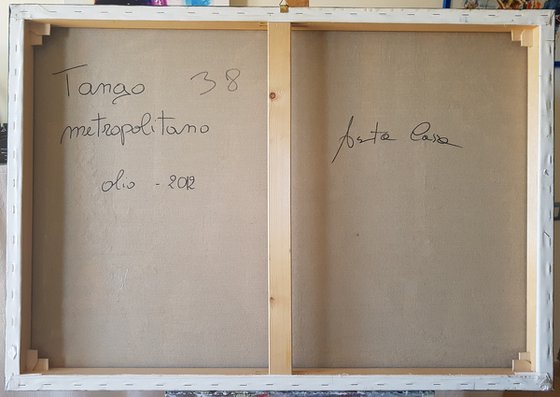 Tango 38
metropolitano
olio - 2012